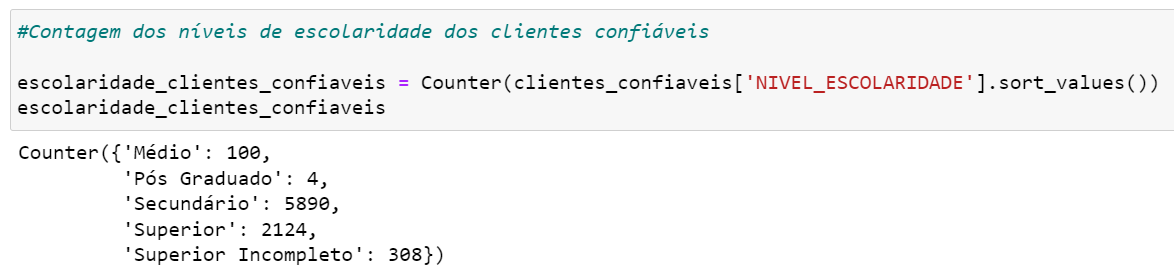 #Contagem dos níveis de escolaridade dos clientes confiáveis
escolaridade_clientes_confiaveis = Counter(clientes_confiaveis['NIVEL_ESCOLARIDADE'].sort_values())
escolaridade_clientes_confiaveis
Counter({'Médio': 100,
'Pós Graduado': 4,
'Secundário': 5890,
'Superior': 2124,
'Superior Incompleto': 308})